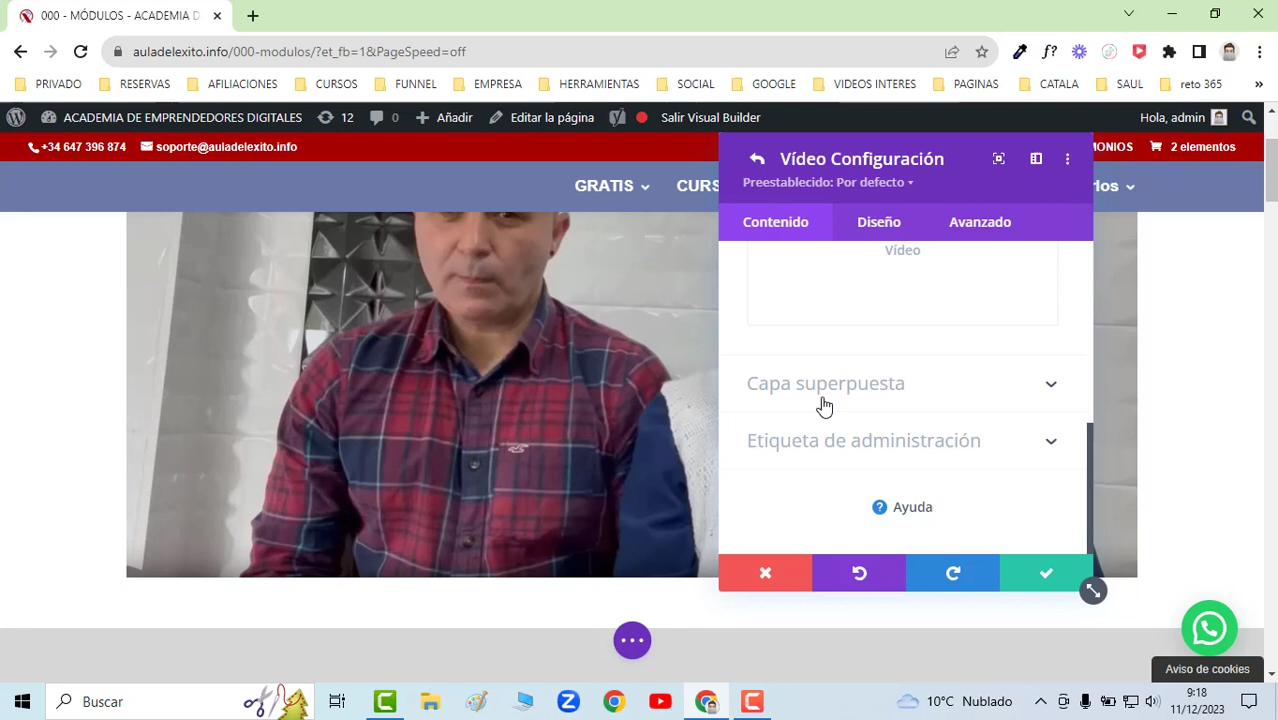 000 - MÓDULOS - ACADEMIA D
auladelexito.info/000-modulos/?et_fb=1&PageSpeed=off
f?
PRIVADO RESERVAS AFILIACIONES CURSOS FUNNEL EMPRESA HERRAMIENTAS SOCIAL GOOGLE VIDEOS INTERES PAGINAS CATALA SAUL reto 365 »
ACADEMIA DE EMPRENDEDORES DIGITALES 12 0 Añadir Editar la página Salir Visual Builder Hola, admin
+34 647 396 874 soporte@auladelexito.info MONIOS 2 elementos
GRATIS CURS
Vídeo Configuración
Preestablecido: Por defecto
Contenido Diseño Avanzado
Vídeo
Capa superpuesta
Etiqueta de administración
? Ayuda
Aviso de cookies
Buscar
10°C Nublado
9:18
11/12/2023